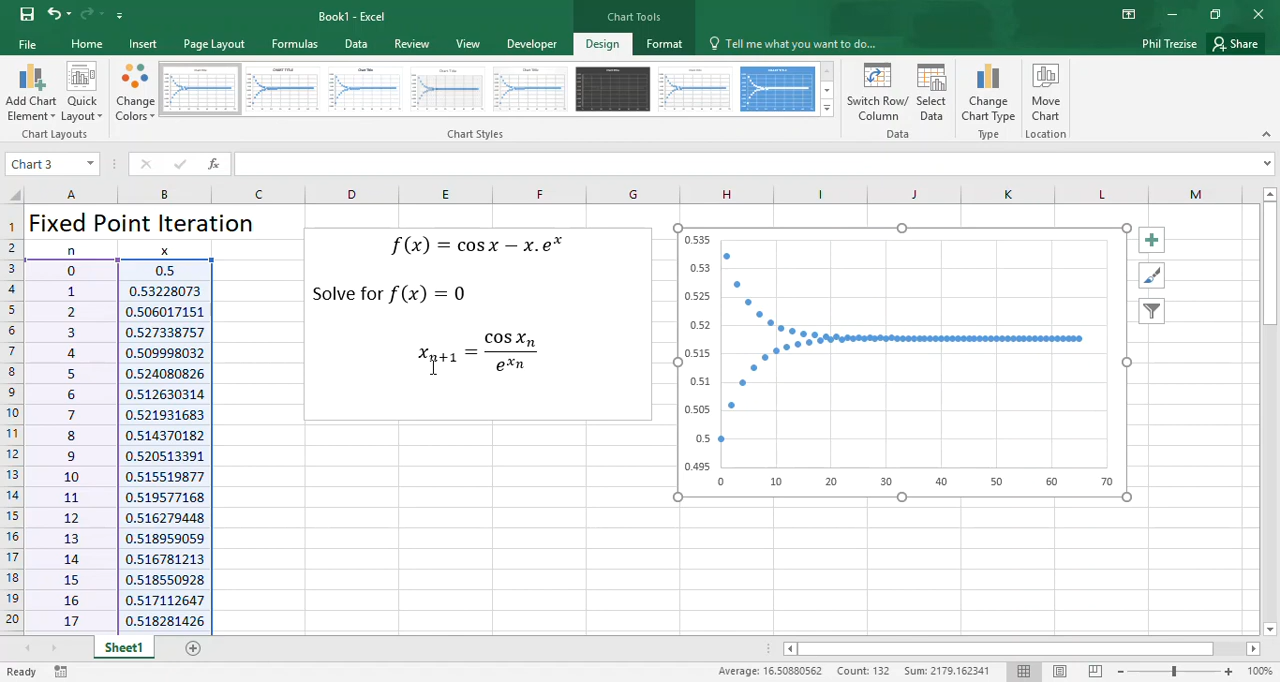 Book1 - Excel
Chart Tools
File Home Insert Page Layout Formulas Data Review View Developer Design Format Tell me what you want to do... Phil Trezise Share
Add Chart Element
Quick Layout
Change Colors
Switch Row/Column
Select Data
Change Chart Type
Move Chart
Chart Layouts Chart Styles Data Type Location
Chart 3 fx
A B C D E F G H I J K L M
1 Fixed Point Iteration
2 n x
3 0 0.5
4 1 0.53228073
5 2 0.506017151
6 3 0.527338757
7 4 0.509998032
8 5 0.524080826
9 6 0.512630314
10 7 0.521931683
11 8 0.514370182
12 9 0.520513391
13 10 0.515519877
14 11 0.519577168
15 12 0.516279448
16 13 0.518959059
17 14 0.516781213
18 15 0.518550928
19 16 0.517112647
20 17 0.518281426
f(x) = cos x − x.eˣ
Solve for f(x) = 0
xₙ₊₁ = cos xₙ / e^xₙ
0.535
0.53
0.525
0.52
0.515
0.51
0.505
0.5
0.495
0 10 20 30 40 50 60 70
Sheet1
Ready Average: 16.50880562 Count: 132 Sum: 2179.162341 100%